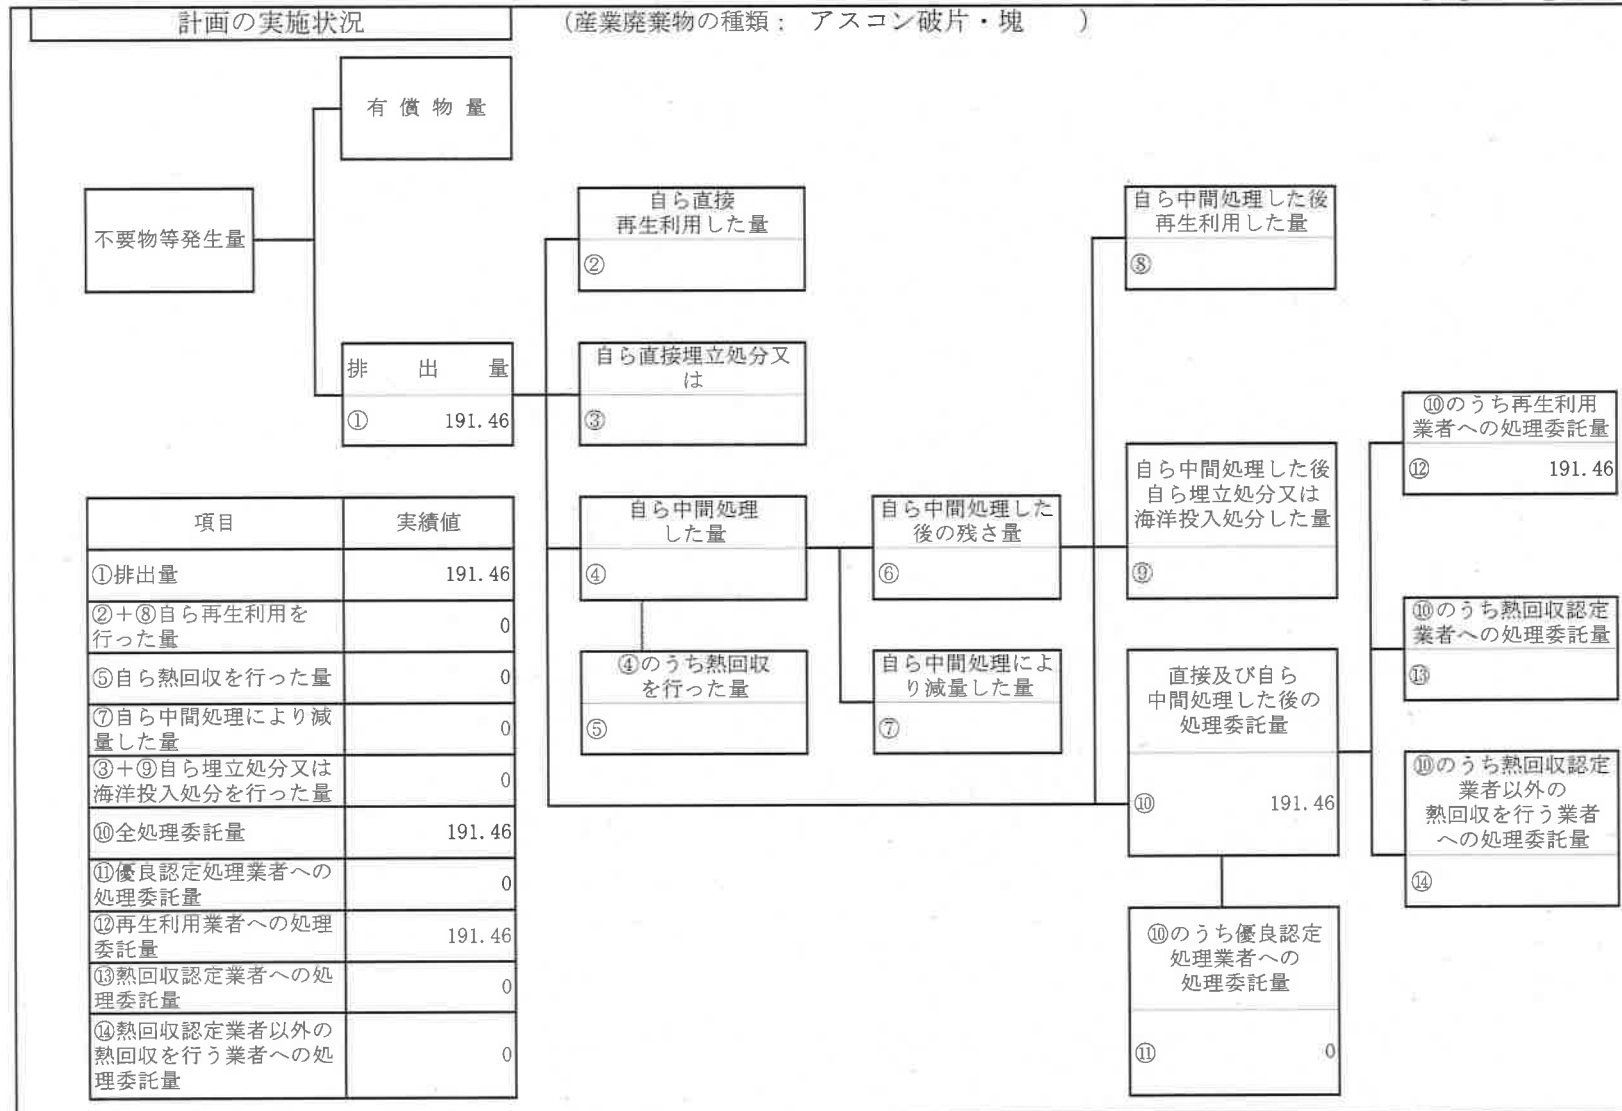 計画の実施状況
(産業廃棄物の種類: アスコン破片・塊 )
有償物量
不要物等発生量
排出量
① 191.46
自ら直接
再生利用した量
②
自ら直接埋立処分又
は
③
自ら中間処理
した量
④
④のうち熱回収
を行った量
⑤
自ら中間処理した
後の残さ量
⑥
自ら中間処理によ
り減量した量
⑦
自ら中間処理した後
再生利用した量
⑧
自ら中間処理した後
自ら埋立処分又は
海洋投入処分した量
⑨
直接及び自ら
中間処理した後の
処理委託量
⑩ 191.46
⑩のうち優良認定
処理業者への
処理委託量
⑪ 0
⑩のうち再生利用
業者への処理委託量
⑫ 191.46
⑩のうち熱回収認定
業者への処理委託量
⑬
⑩のうち熱回収認定
業者以外の
熱回収を行う業者
への処理委託量
⑭
項目 実績値
①排出量 191.46
②+⑧自ら再生利用を
行った量 0
⑤自ら熱回収を行った量 0
⑦自ら中間処理により減
量した量 0
③+⑨自ら埋立処分又は
海洋投入処分を行った量 0
⑩全処理委託量 191.46
⑪優良認定処理業者への
処理委託量 0
⑫再生利用業者への処理
委託量 191.46
⑬熱回収認定業者への処
理委託量 0
⑭熱回収認定業者以外の
熱回収を行う業者への処
理委託量 0